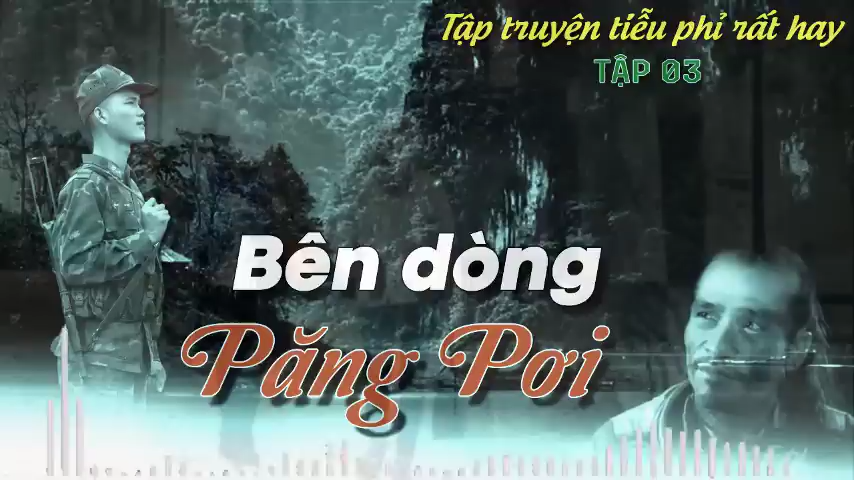 Tập truyện tiễu phỉ rất hay
TẬP 03
Bên dòng
Păng Pơi